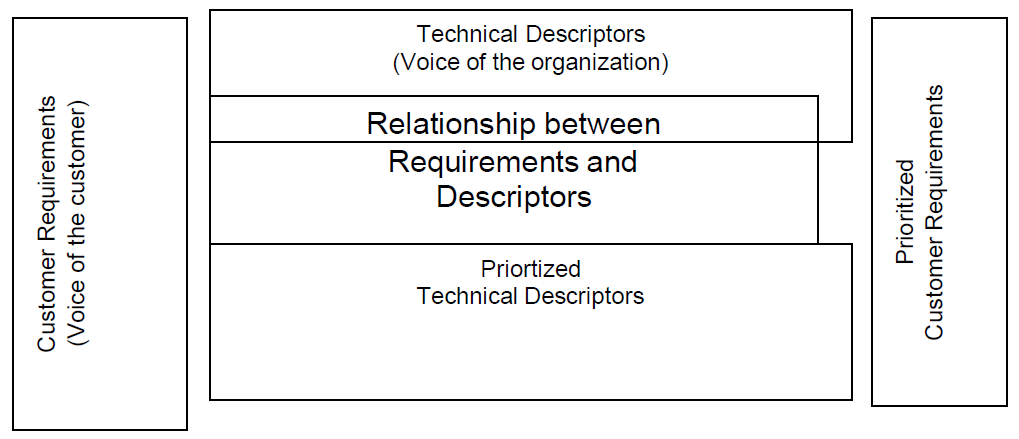 Customer Requirements
(Voice of the customer)
Technical Descriptors
(Voice of the organization)
Relationship between
Requirements and
Descriptors
Priortized
Technical Descriptors
Prioritized
Customer Requirements